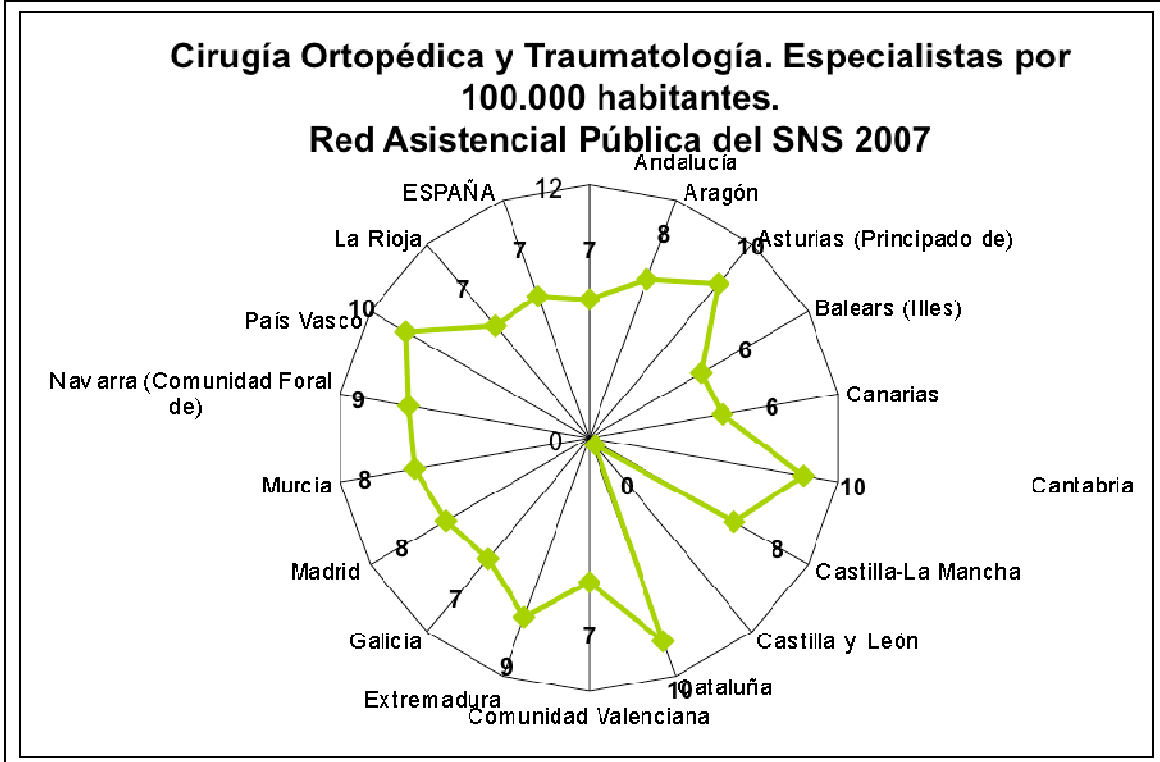 Cirugía Ortopédica y Traumatología. Especialistas por
100.000 habitantes.
Red Asistencial Pública del SNS 2007
Andalucía
ESPAÑA
12
Aragón
La Rioja
7
7
8
10
Asturias (Principado de)
7
País Vasco
10
Balears (Illes)
6
Navarra (Comunidad Foral
de)
9
6
Canarias
0
Murcia
8
0
10
Cantabria
Madrid
8
8
Castilla-La Mancha
Galicia
7
7
Castilla y León
Extremadura
9
10
Cataluña
Comunidad Valenciana